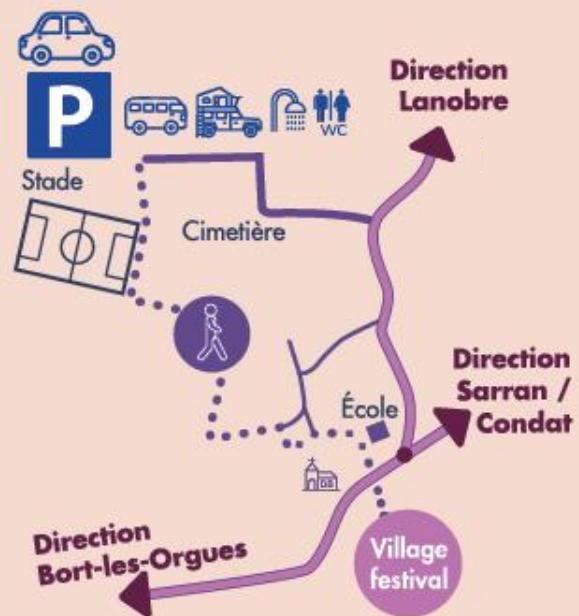 P
WC
Direction
Lanobre
Stade
Cimetière
Direction
Sarran /
Condat
École
Direction
Bort-les-Orgues
Village
festival